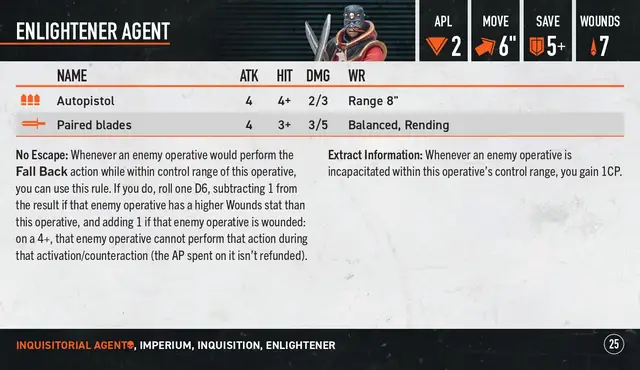 ENLIGHTENER AGENT
APL
2
MOVE
6"
SAVE
5+
WOUNDS
7
NAME ATK HIT DMG WR
Autopistol 4 4+ 2/3 Range 8"
Paired blades 4 3+ 3/5 Balanced, Rending
No Escape: Whenever an enemy operative would perform the
Fall Back action while within control range of this operative,
you can use this rule. If you do, roll one D6, subtracting 1 from
the result if that enemy operative has a higher Wounds stat than
this operative, and adding 1 if that enemy operative is wounded:
on a 4+, that enemy operative cannot perform that action during
that activation/counteraction (the AP spent on it isn't refunded).
Extract Information: Whenever an enemy operative is
incapacitated within this operative's control range, you gain 1CP.
INQUISITORIAL AGENT, IMPERIUM, INQUISITION, ENLIGHTENER
25